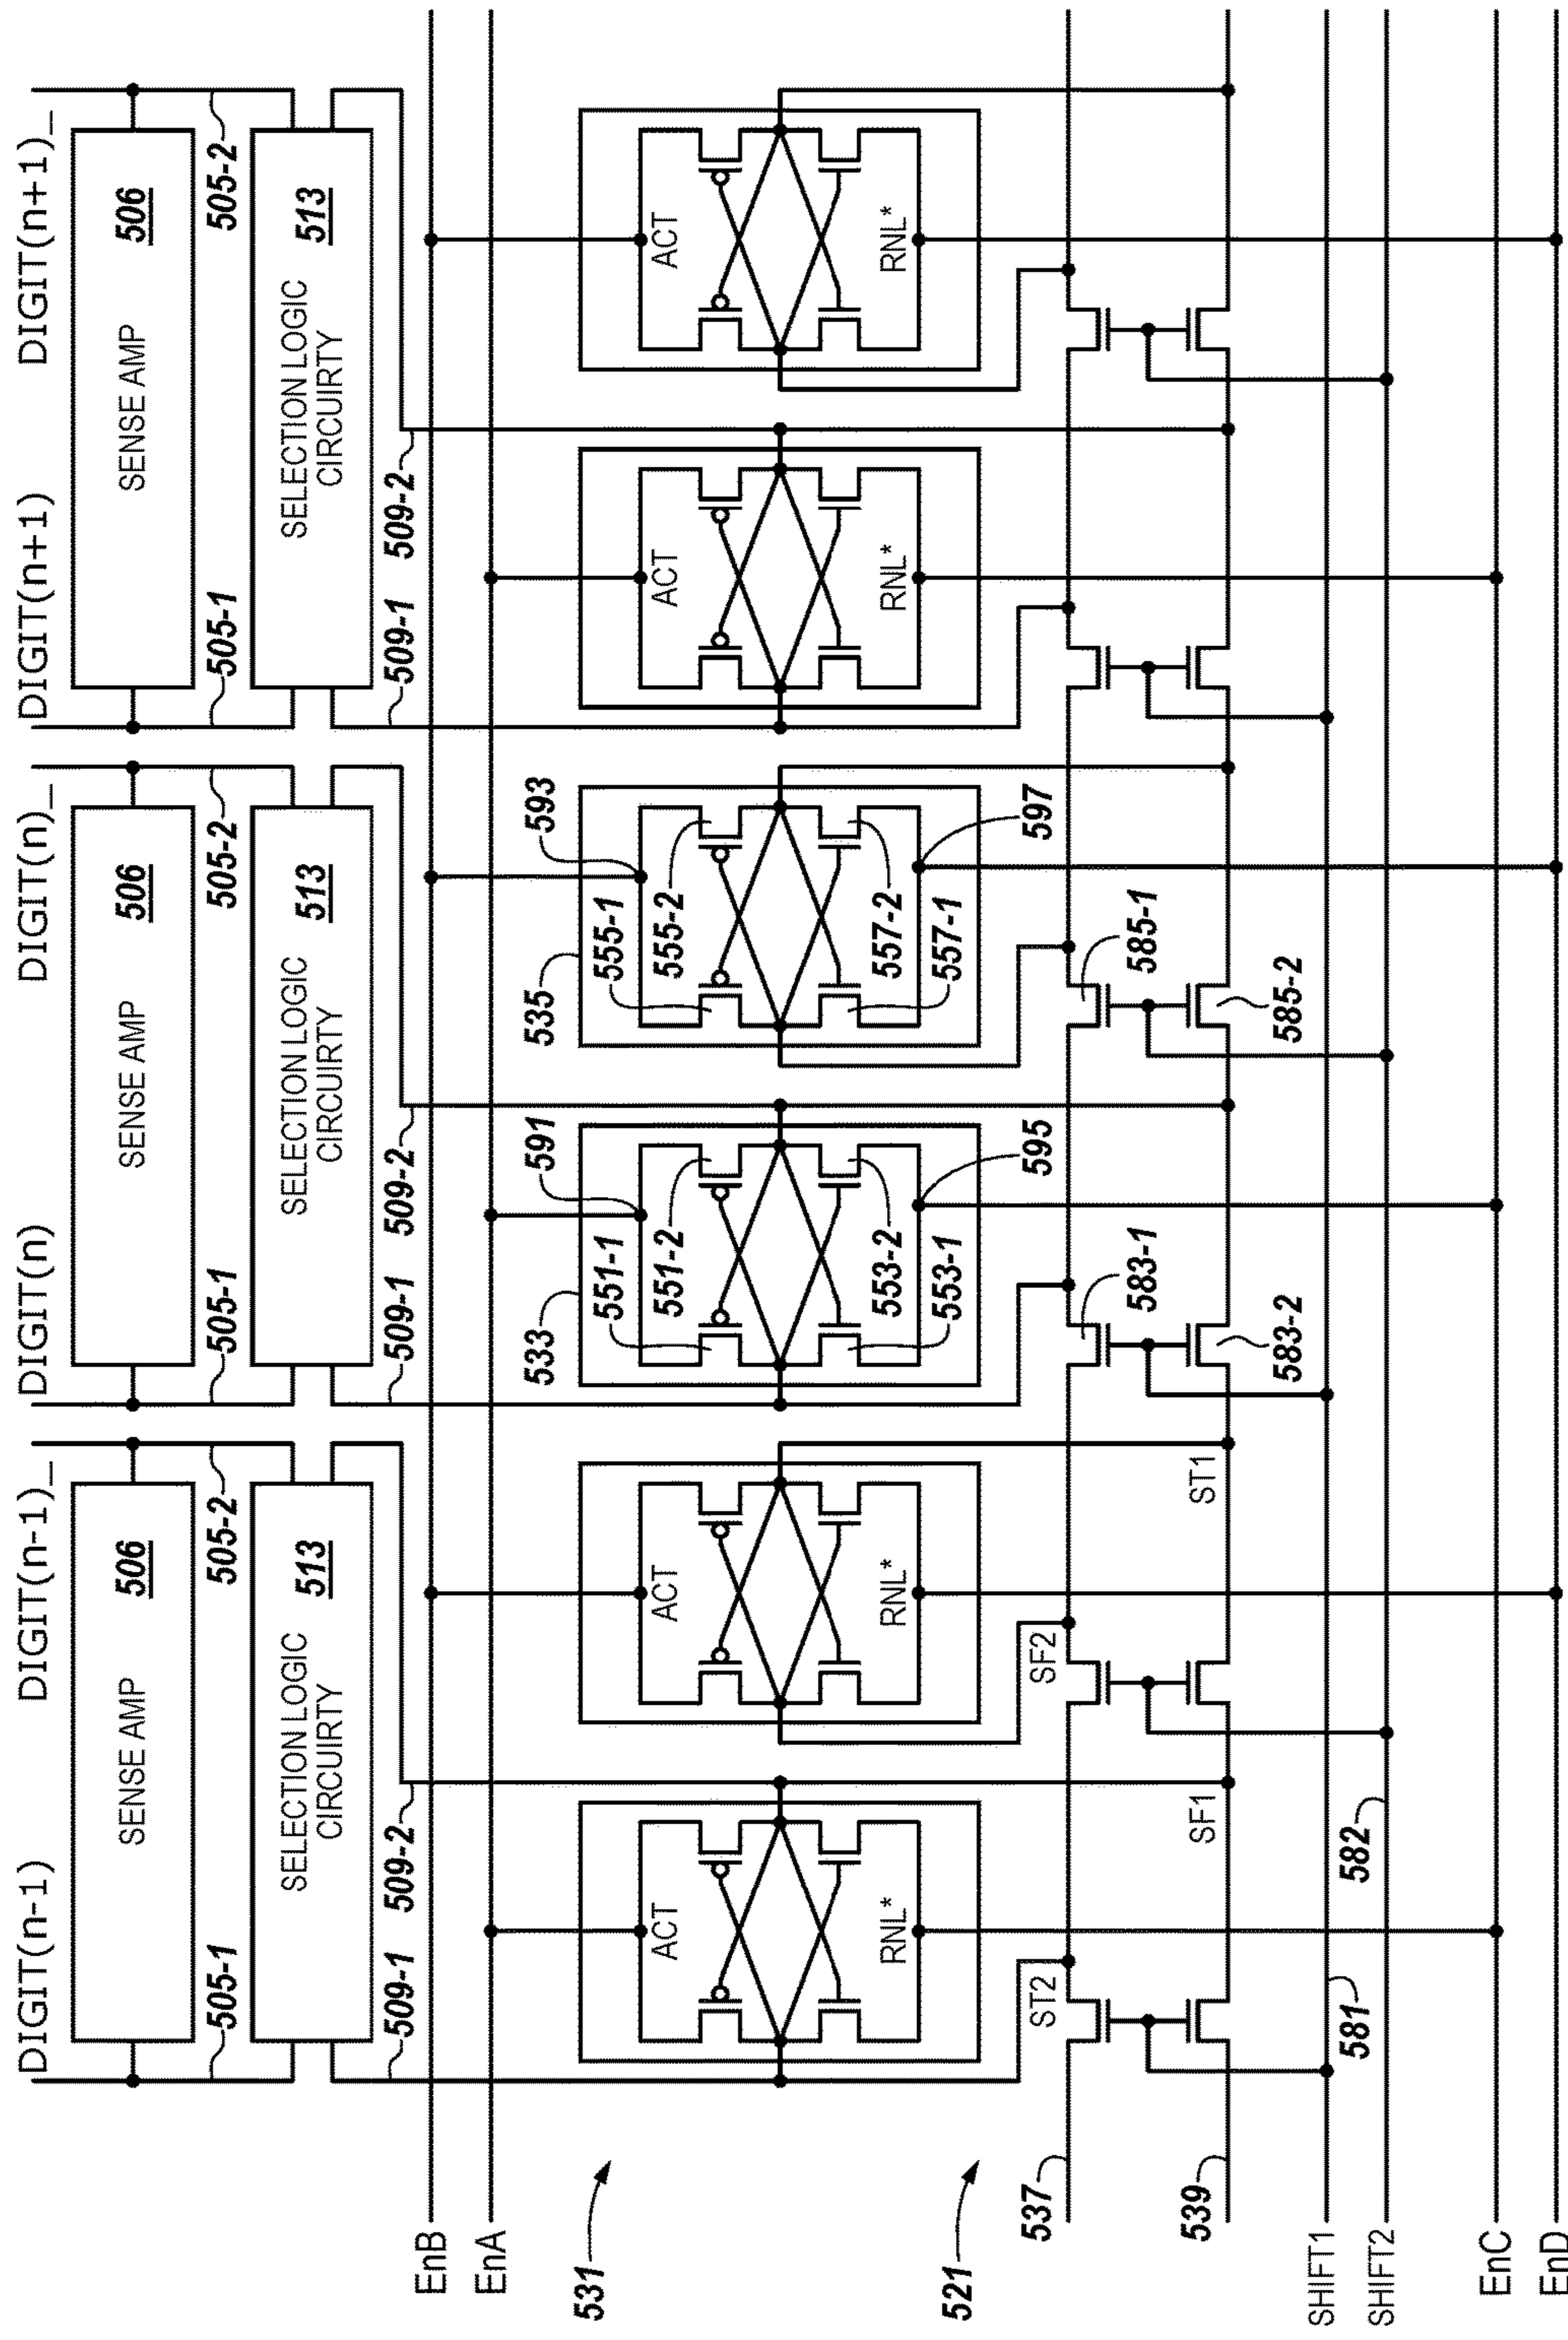 DIGIT(n-1)
DIGIT(n-1)_
DIGIT(n)
DIGIT(n)_
DIGIT(n+1)
DIGIT(n+1)_
SENSE AMP
506
SENSE AMP
506
SENSE AMP
506
505-1
505-2
505-1
505-2
505-1
505-2
SELECTION LOGIC
CIRCUIRTY
513
SELECTION LOGIC
CIRCUIRTY
513
SELECTION LOGIC
CIRCUIRTY
513
509-1
509-2
509-1
509-2
509-1
509-2
EnB
EnA
591
593
533
535
531
ACT
ACT
551-1
551-2
555-1
555-2
ACT
ACT
RNL*
RNL*
553-1
553-2
557-1
557-2
RNL*
RNL*
521
595
597
537
ST2
SF2
583-1
585-1
539
SF1
ST1
583-2
585-2
SHIFT1
581
582
SHIFT2
EnC
EnD